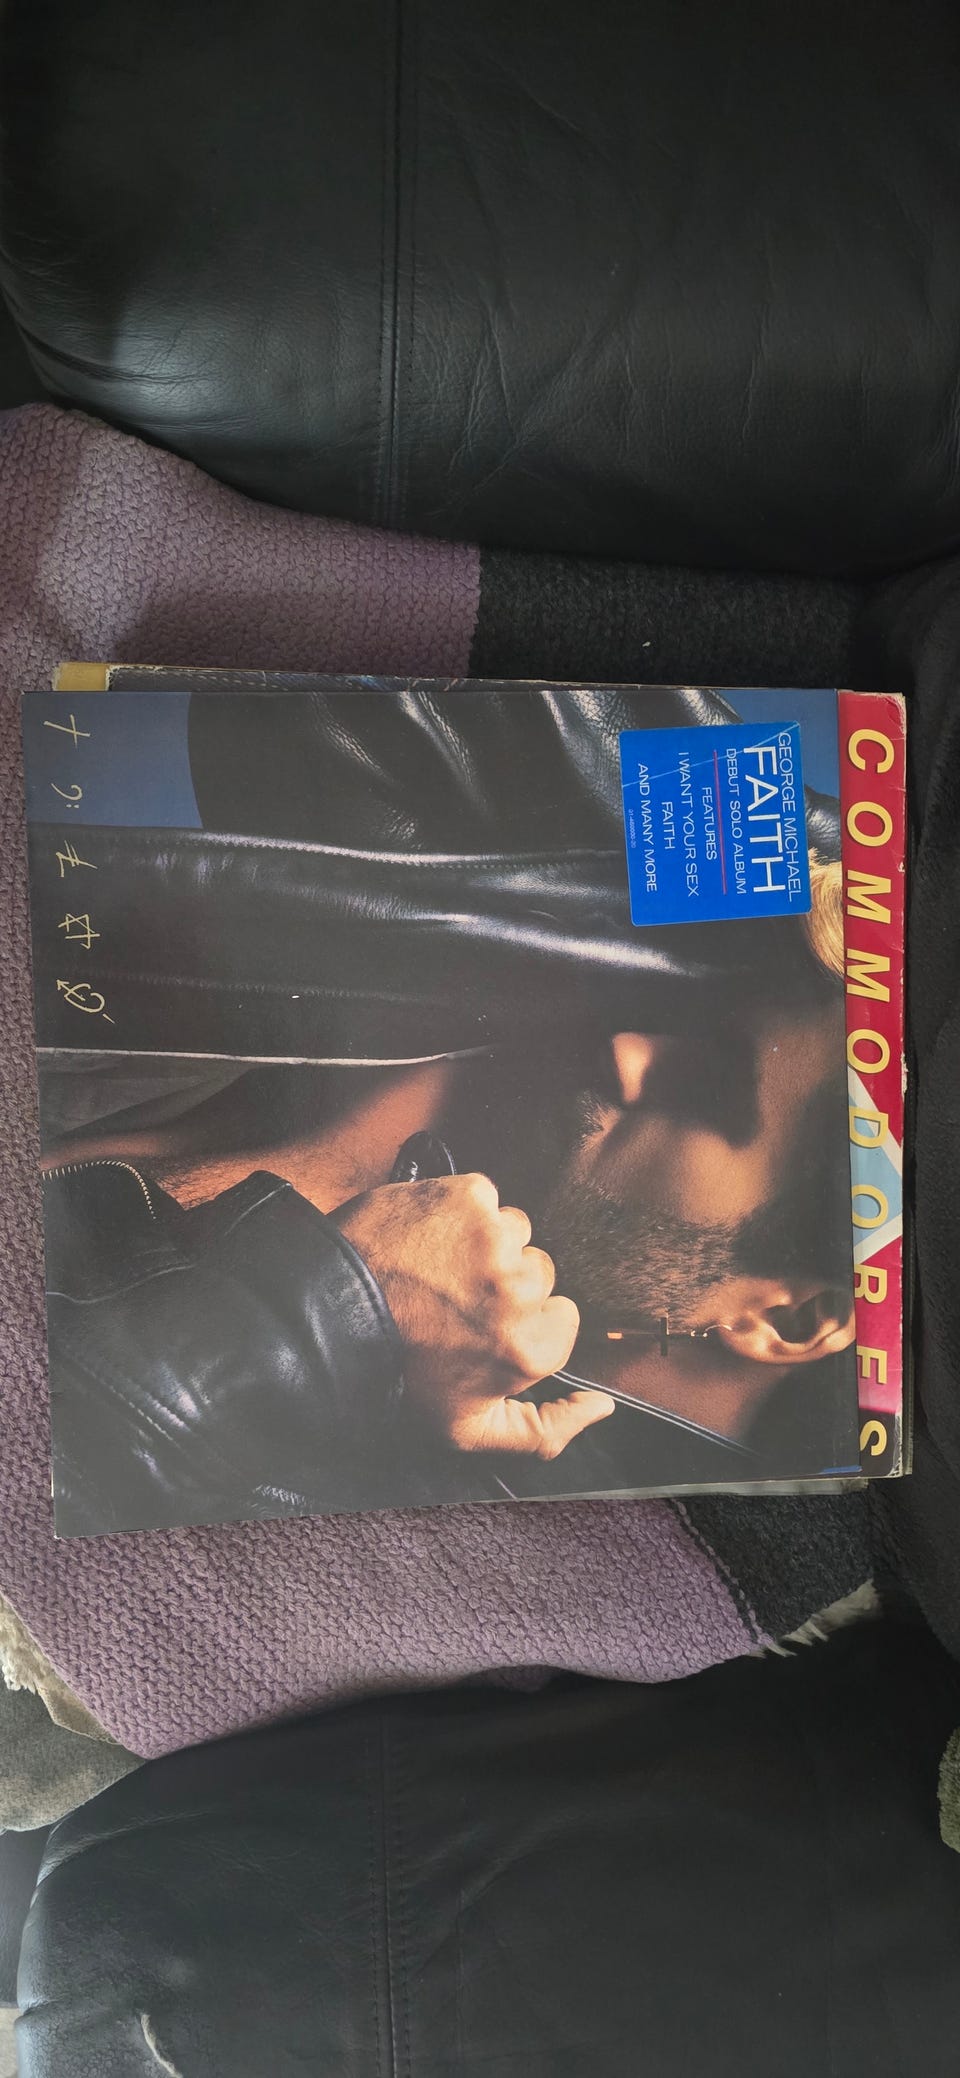 COMMODORES
GEORGE MICHAEL
FAITH
DEBUT SOLO ALBUM
FEATURES
I WANT YOUR SEX
FAITH
AND MANY MORE